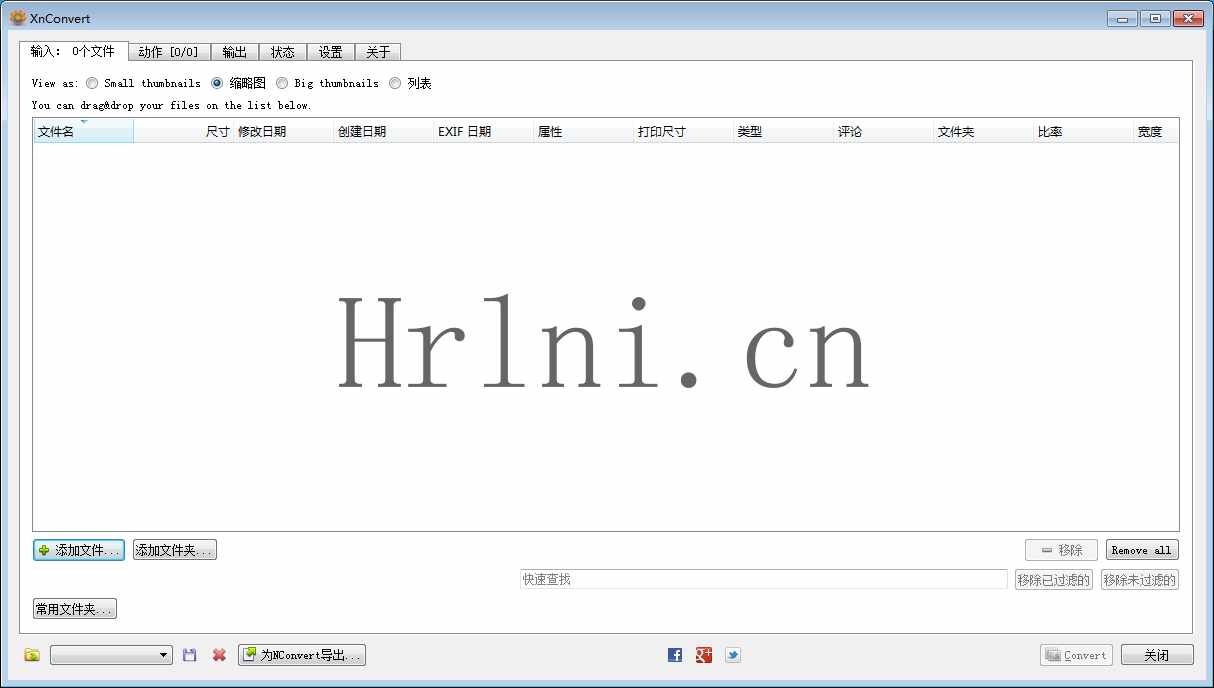 XnConvert
输入： 0个文件 动作 [0/0] 输出 状态 设置 关于
View as: Small thumbnails 缩略图 Big thumbnails 列表
You can drag&drop your files on the list below.
文件名 尺寸 修改日期 创建日期 EXIF 日期 属性 打印尺寸 类型 评论 文件夹 比率 宽度
Hrlni.cn
添加文件... 添加文件夹... 移除 Remove all
快速查找 移除已过滤的 移除未过滤的
常用文件夹...
为NConvert导出... Convert 关闭